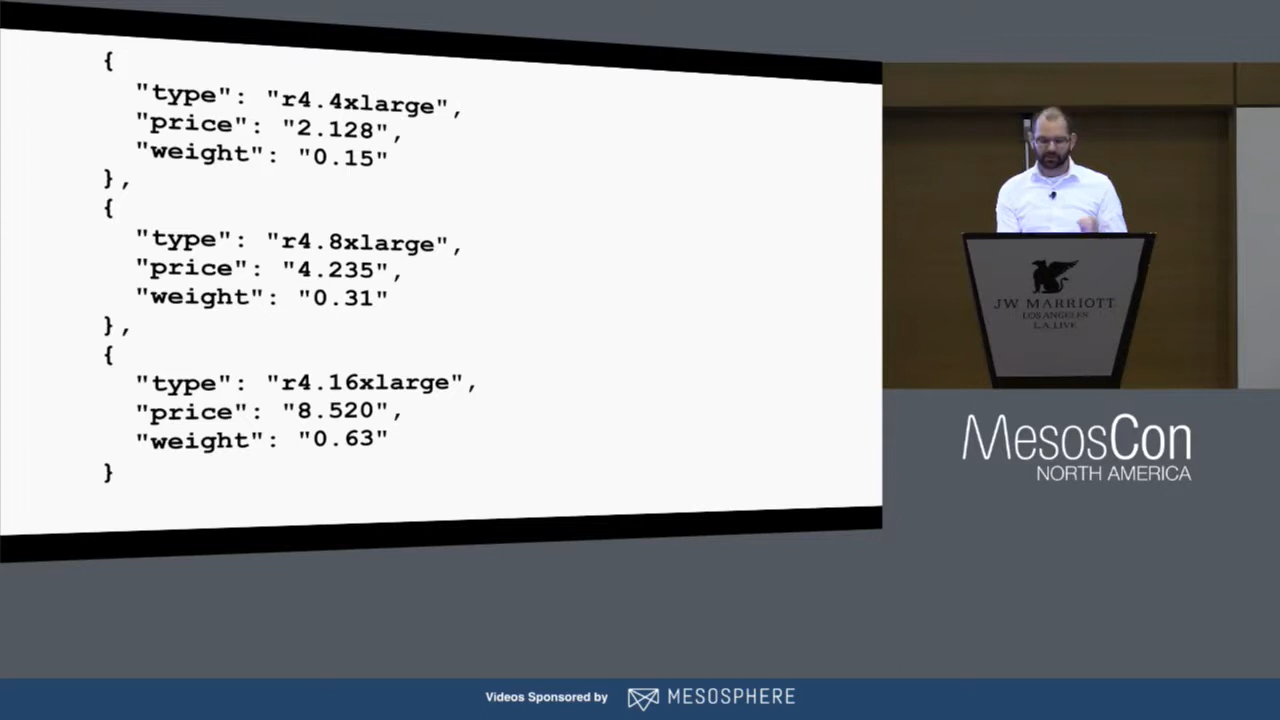 {
"type": "r4.4xlarge",
"price": "2.128",
"weight": "0.15"
},
{
"type": "r4.8xlarge",
"price": "4.235",
"weight": "0.31"
},
{
"type": "r4.16xlarge",
"price": "8.520",
"weight": "0.63"
}
JW MARRIOTT
LOS ANGELES
L.A. LIVE
MesosCon
NORTH AMERICA
Videos Sponsored by MESOSPHERE